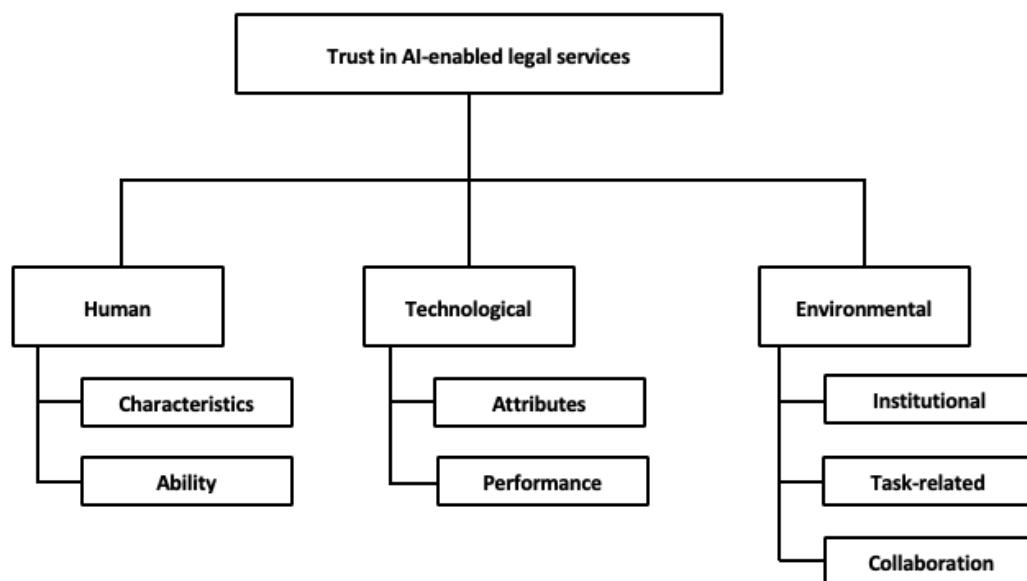 Trust in AI-enabled legal services
Human
Technological
Environmental
Characteristics
Attributes
Institutional
Ability
Performance
Task-related
Collaboration